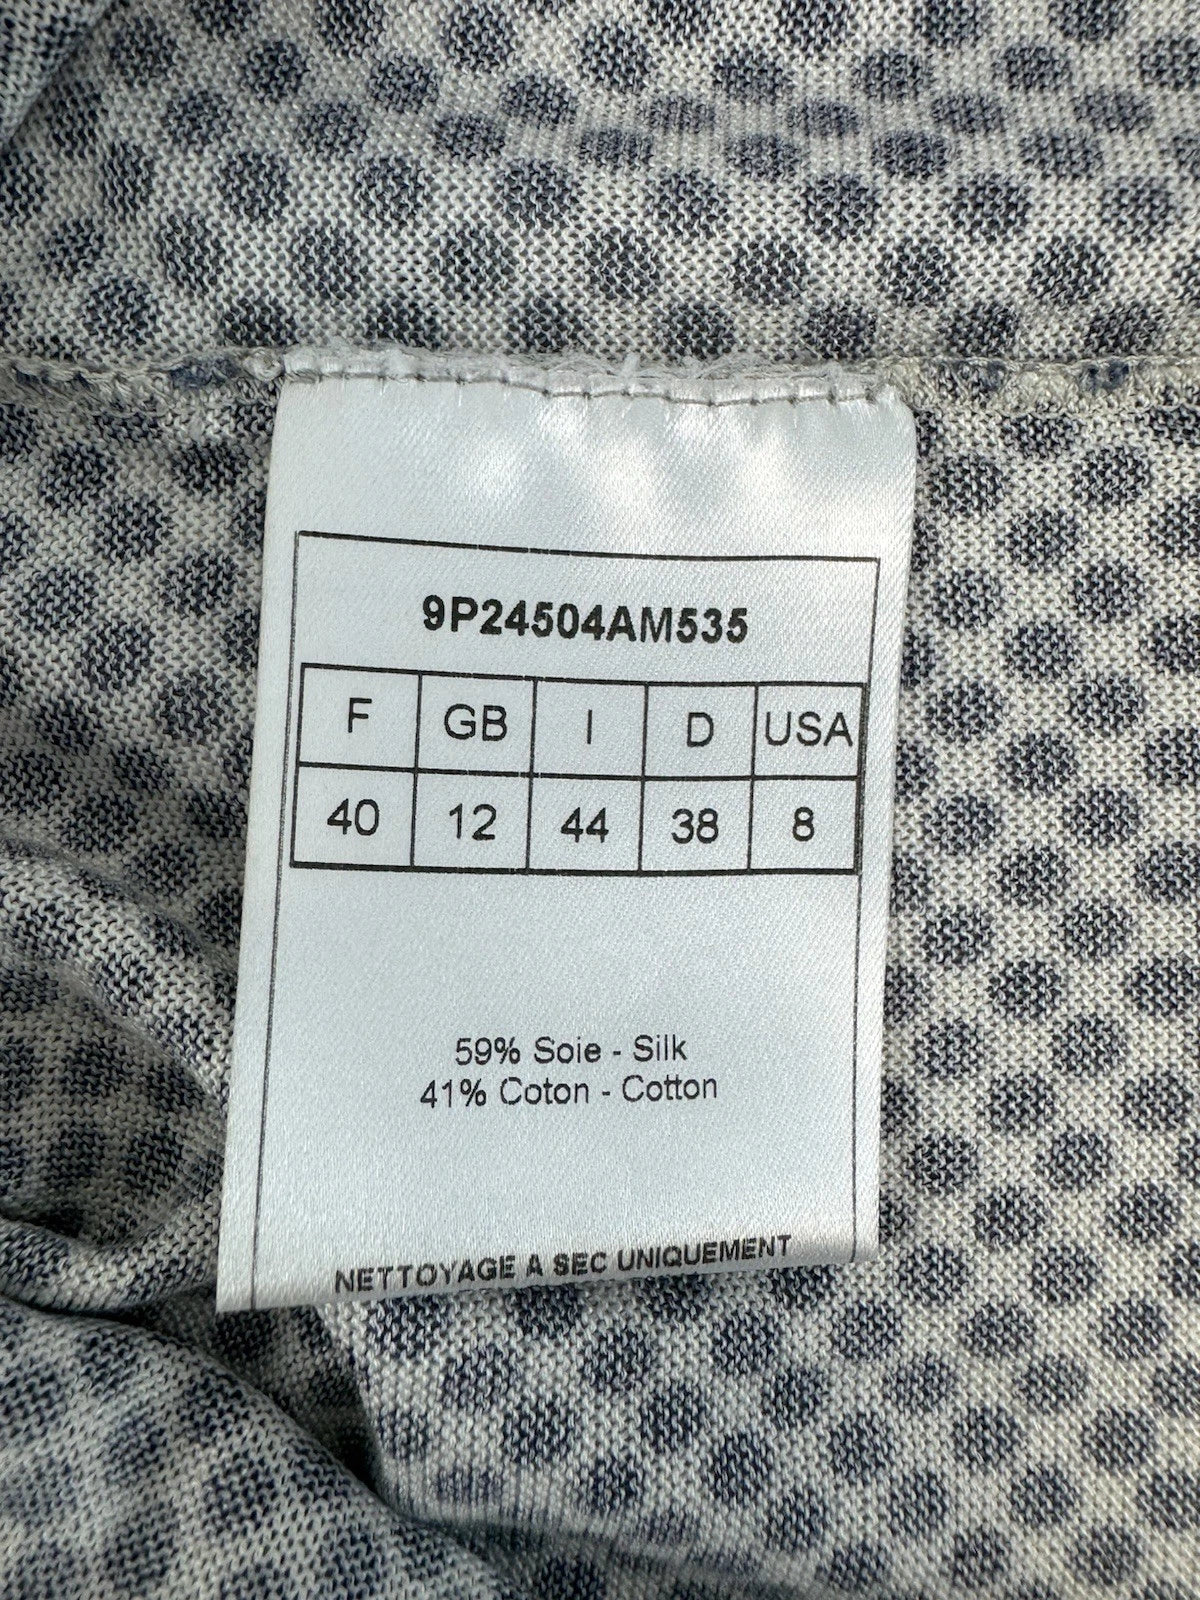 9P24504AM535
F GB I D USA
40 12 44 38 8
59% Soie - Silk
41% Coton - Cotton
NETTOYAGE A SEC UNIQUEMENT